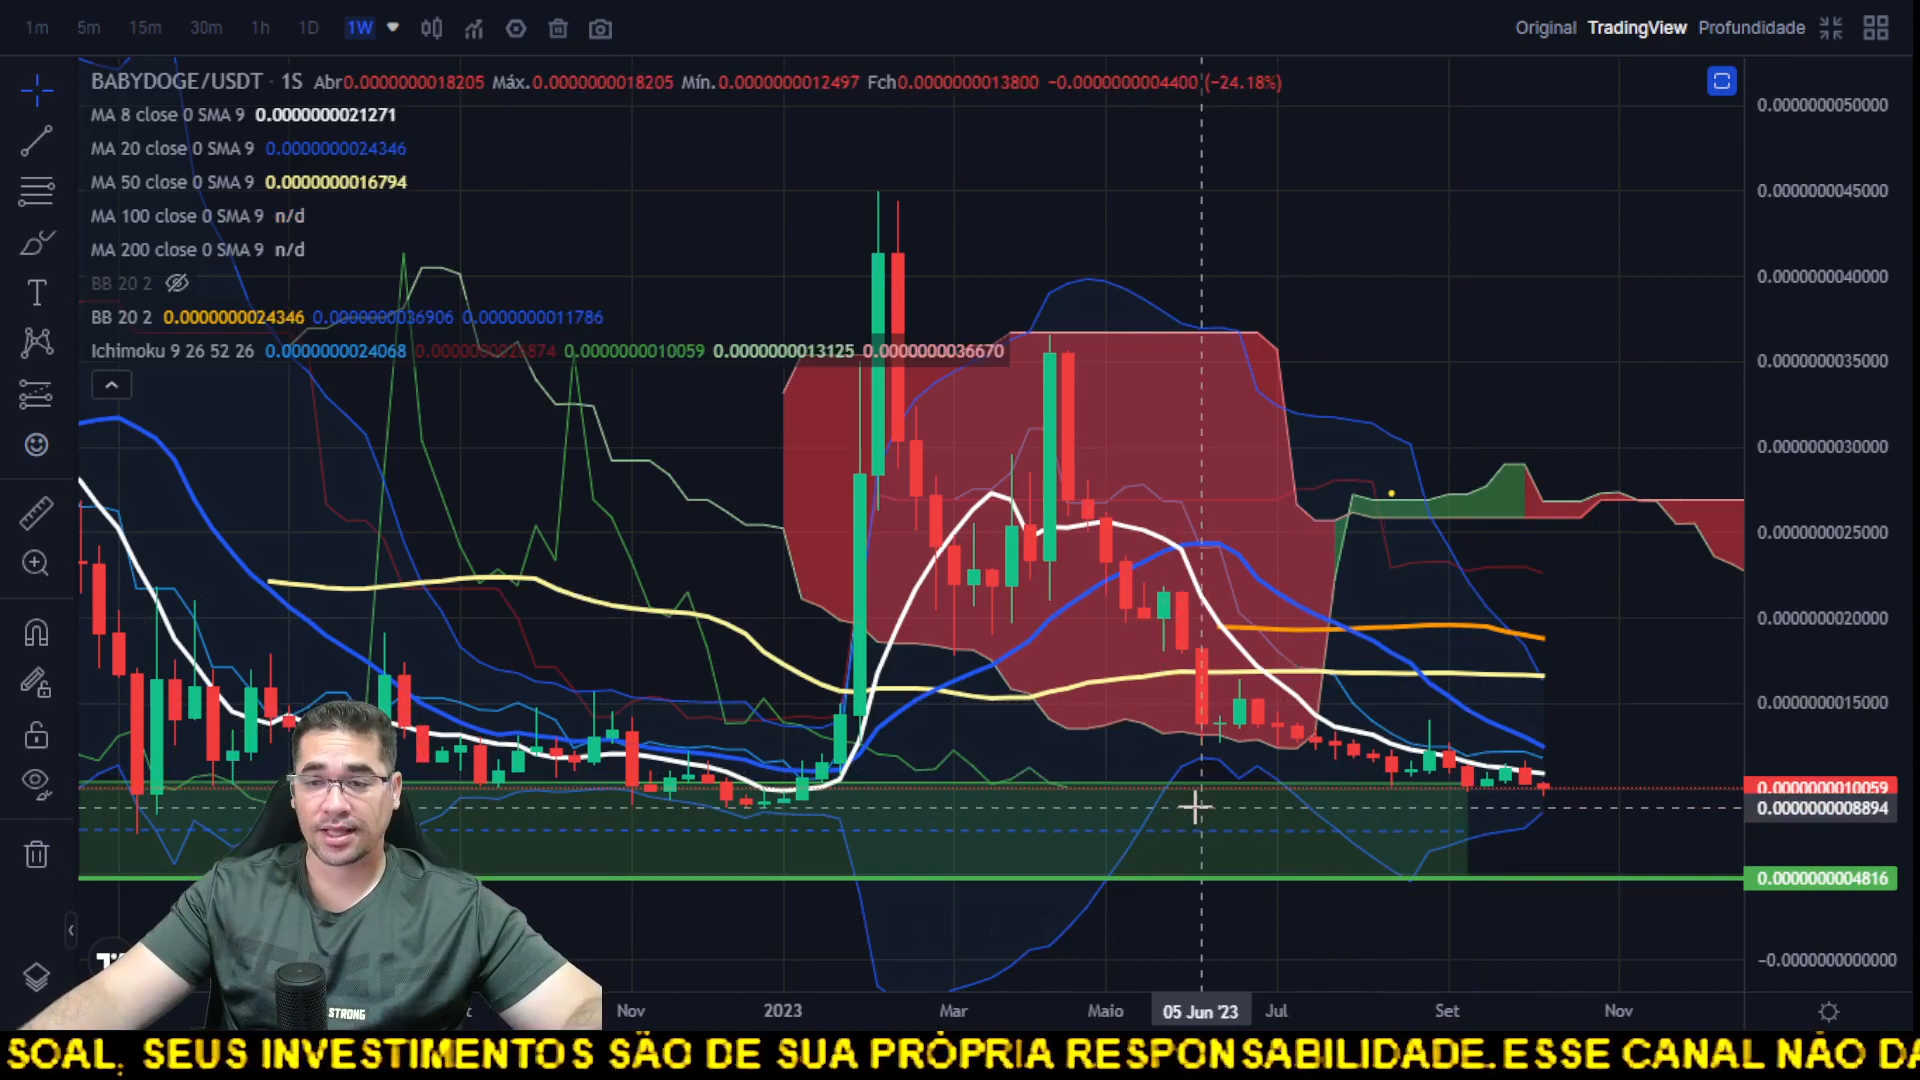 1m 5m 15m 30m 1h 1D 1W
Original TradingView Profundidade
BABYDOGE/USDT · 1S Abr0.0000000018205 Máx.0.0000000018205 Mín.0.0000000012497 Fch0.0000000013800 −0.0000000004400 (−24.18%)
MA 8 close 0 SMA 9 0.0000000021271
MA 20 close 0 SMA 9 0.0000000024346
MA 50 close 0 SMA 9 0.0000000016794
MA 100 close 0 SMA 9 n/d
MA 200 close 0 SMA 9 n/d
BB 20 2
BB 20 2 0.0000000024346 0.0000000036906 0.0000000011786
Ichimoku 9 26 52 26 0.0000000024068 0.0000000010059 0.0000000013125 0.0000000036670
0.0000000050000
0.0000000045000
0.0000000040000
0.0000000035000
0.0000000030000
0.0000000025000
0.0000000020000
0.0000000015000
0.0000000010059
0.0000000008894
0.0000000004816
−0.0000000000000
STRONG
Nov 2023 Mar Maio 05 Jun '23 Jul Set Nov
SOAL, SEUS INVESTIMENTOS SÃO DE SUA PRÓPRIA RESPONSABILIDADE. ESSE CANAL NÃO DA